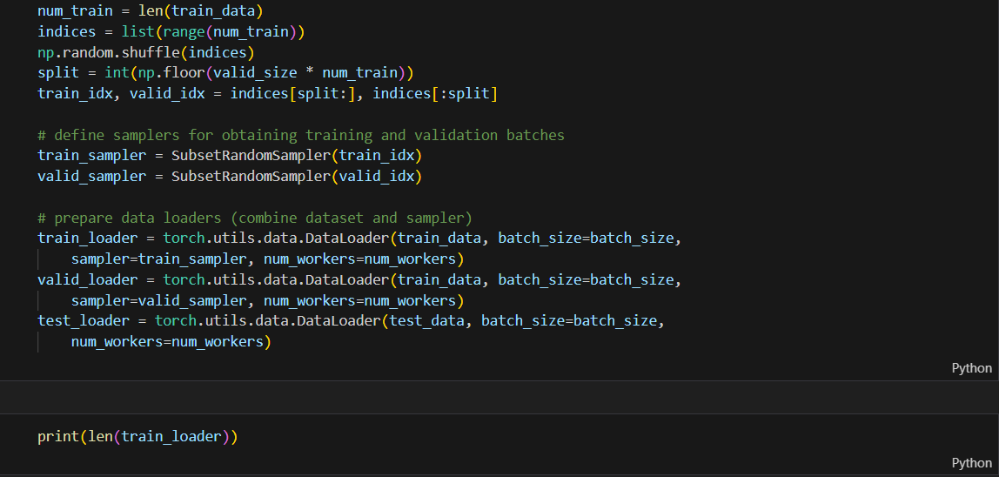 num_train = len(train_data)
indices = list(range(num_train))
np.random.shuffle(indices)
split = int(np.floor(valid_size * num_train))
train_idx, valid_idx = indices[split:], indices[:split]
# define samplers for obtaining training and validation batches
train_sampler = SubsetRandomSampler(train_idx)
valid_sampler = SubsetRandomSampler(valid_idx)
# prepare data loaders (combine dataset and sampler)
train_loader = torch.utils.data.DataLoader(train_data, batch_size=batch_size,
    sampler=train_sampler, num_workers=num_workers)
valid_loader = torch.utils.data.DataLoader(train_data, batch_size=batch_size,
    sampler=valid_sampler, num_workers=num_workers)
test_loader = torch.utils.data.DataLoader(test_data, batch_size=batch_size,
    num_workers=num_workers)
Python
print(len(train_loader))
Python